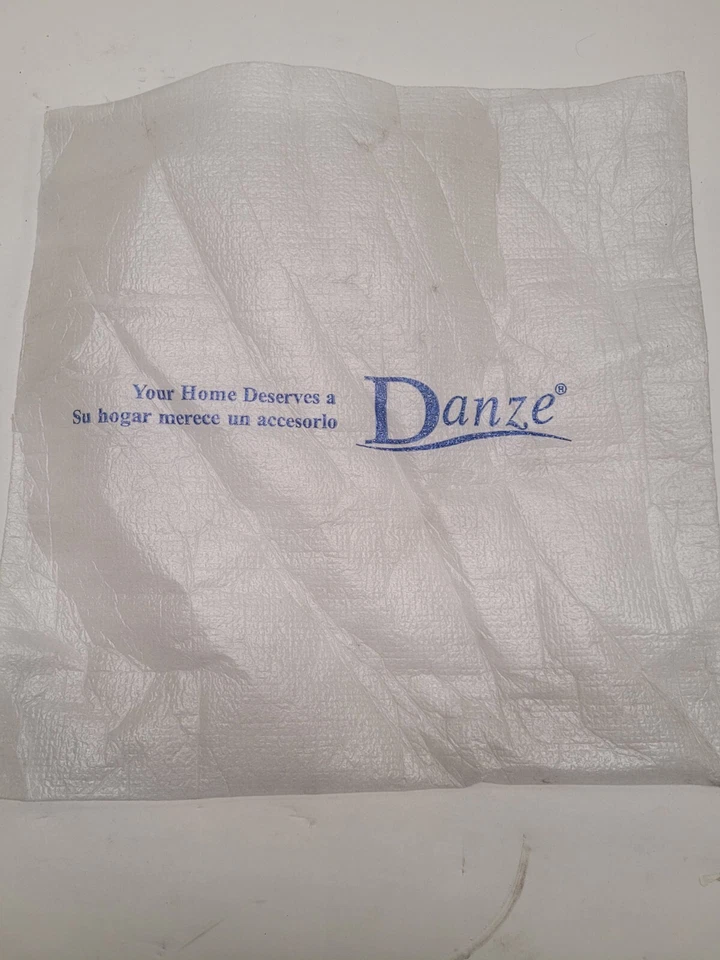 Your Home Deserves a
Su hogar merece un accesorlo
Danze®